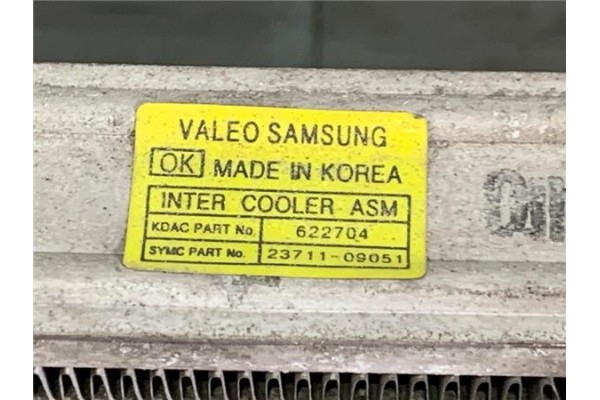 VALEO SAMSUNG
OK MADE IN KOREA
INTER COOLER ASM
KDAC PART No. 622704
SYMC PART No. 23711-09051